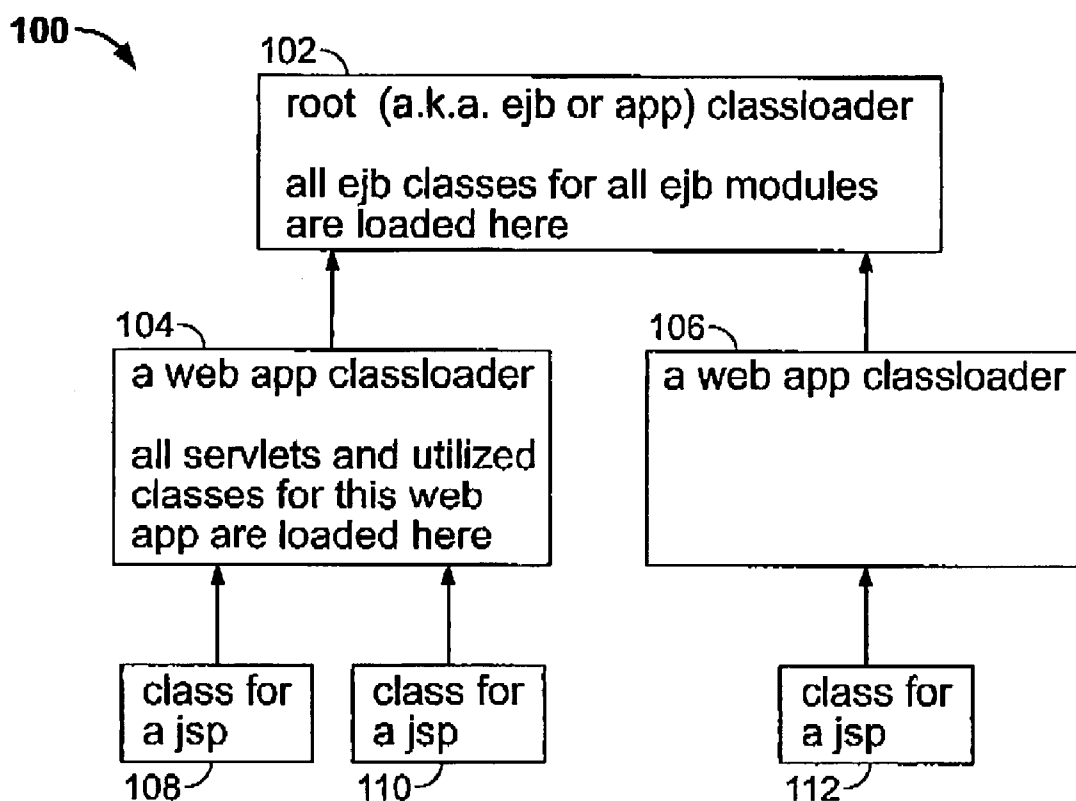 100
102
root (a.k.a. ejb or app) classloader
all ejb classes for all ejb modules
are loaded here
104
a web app classloader
all servlets and utilized
classes for this web
app are loaded here
106
a web app classloader
class for
a jsp
108
class for
a jsp
110
class for
a jsp
112